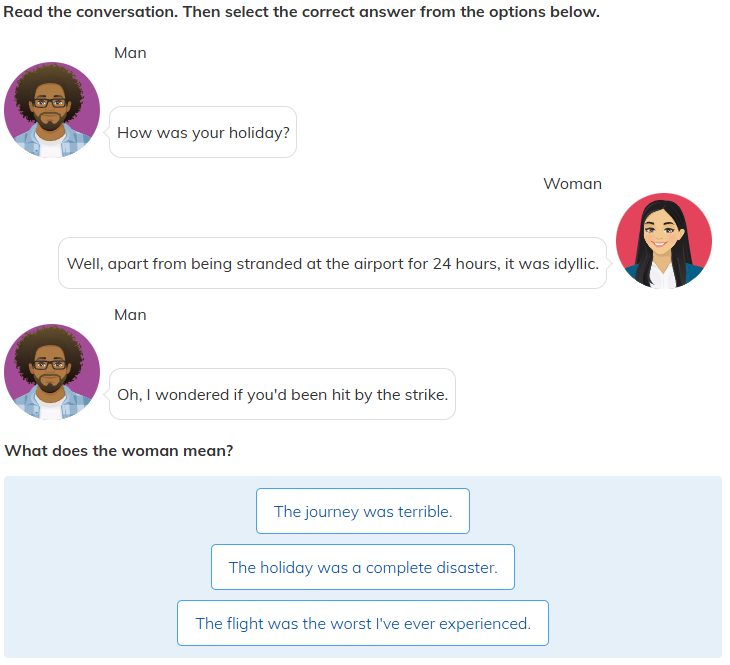 Read the conversation. Then select the correct answer from the options below.
Man
How was your holiday?
Woman
Well, apart from being stranded at the airport for 24 hours, it was idyllic.
Man
Oh, I wondered if you'd been hit by the strike.
What does the woman mean?
The journey was terrible.
The holiday was a complete disaster.
The flight was the worst I've ever experienced.